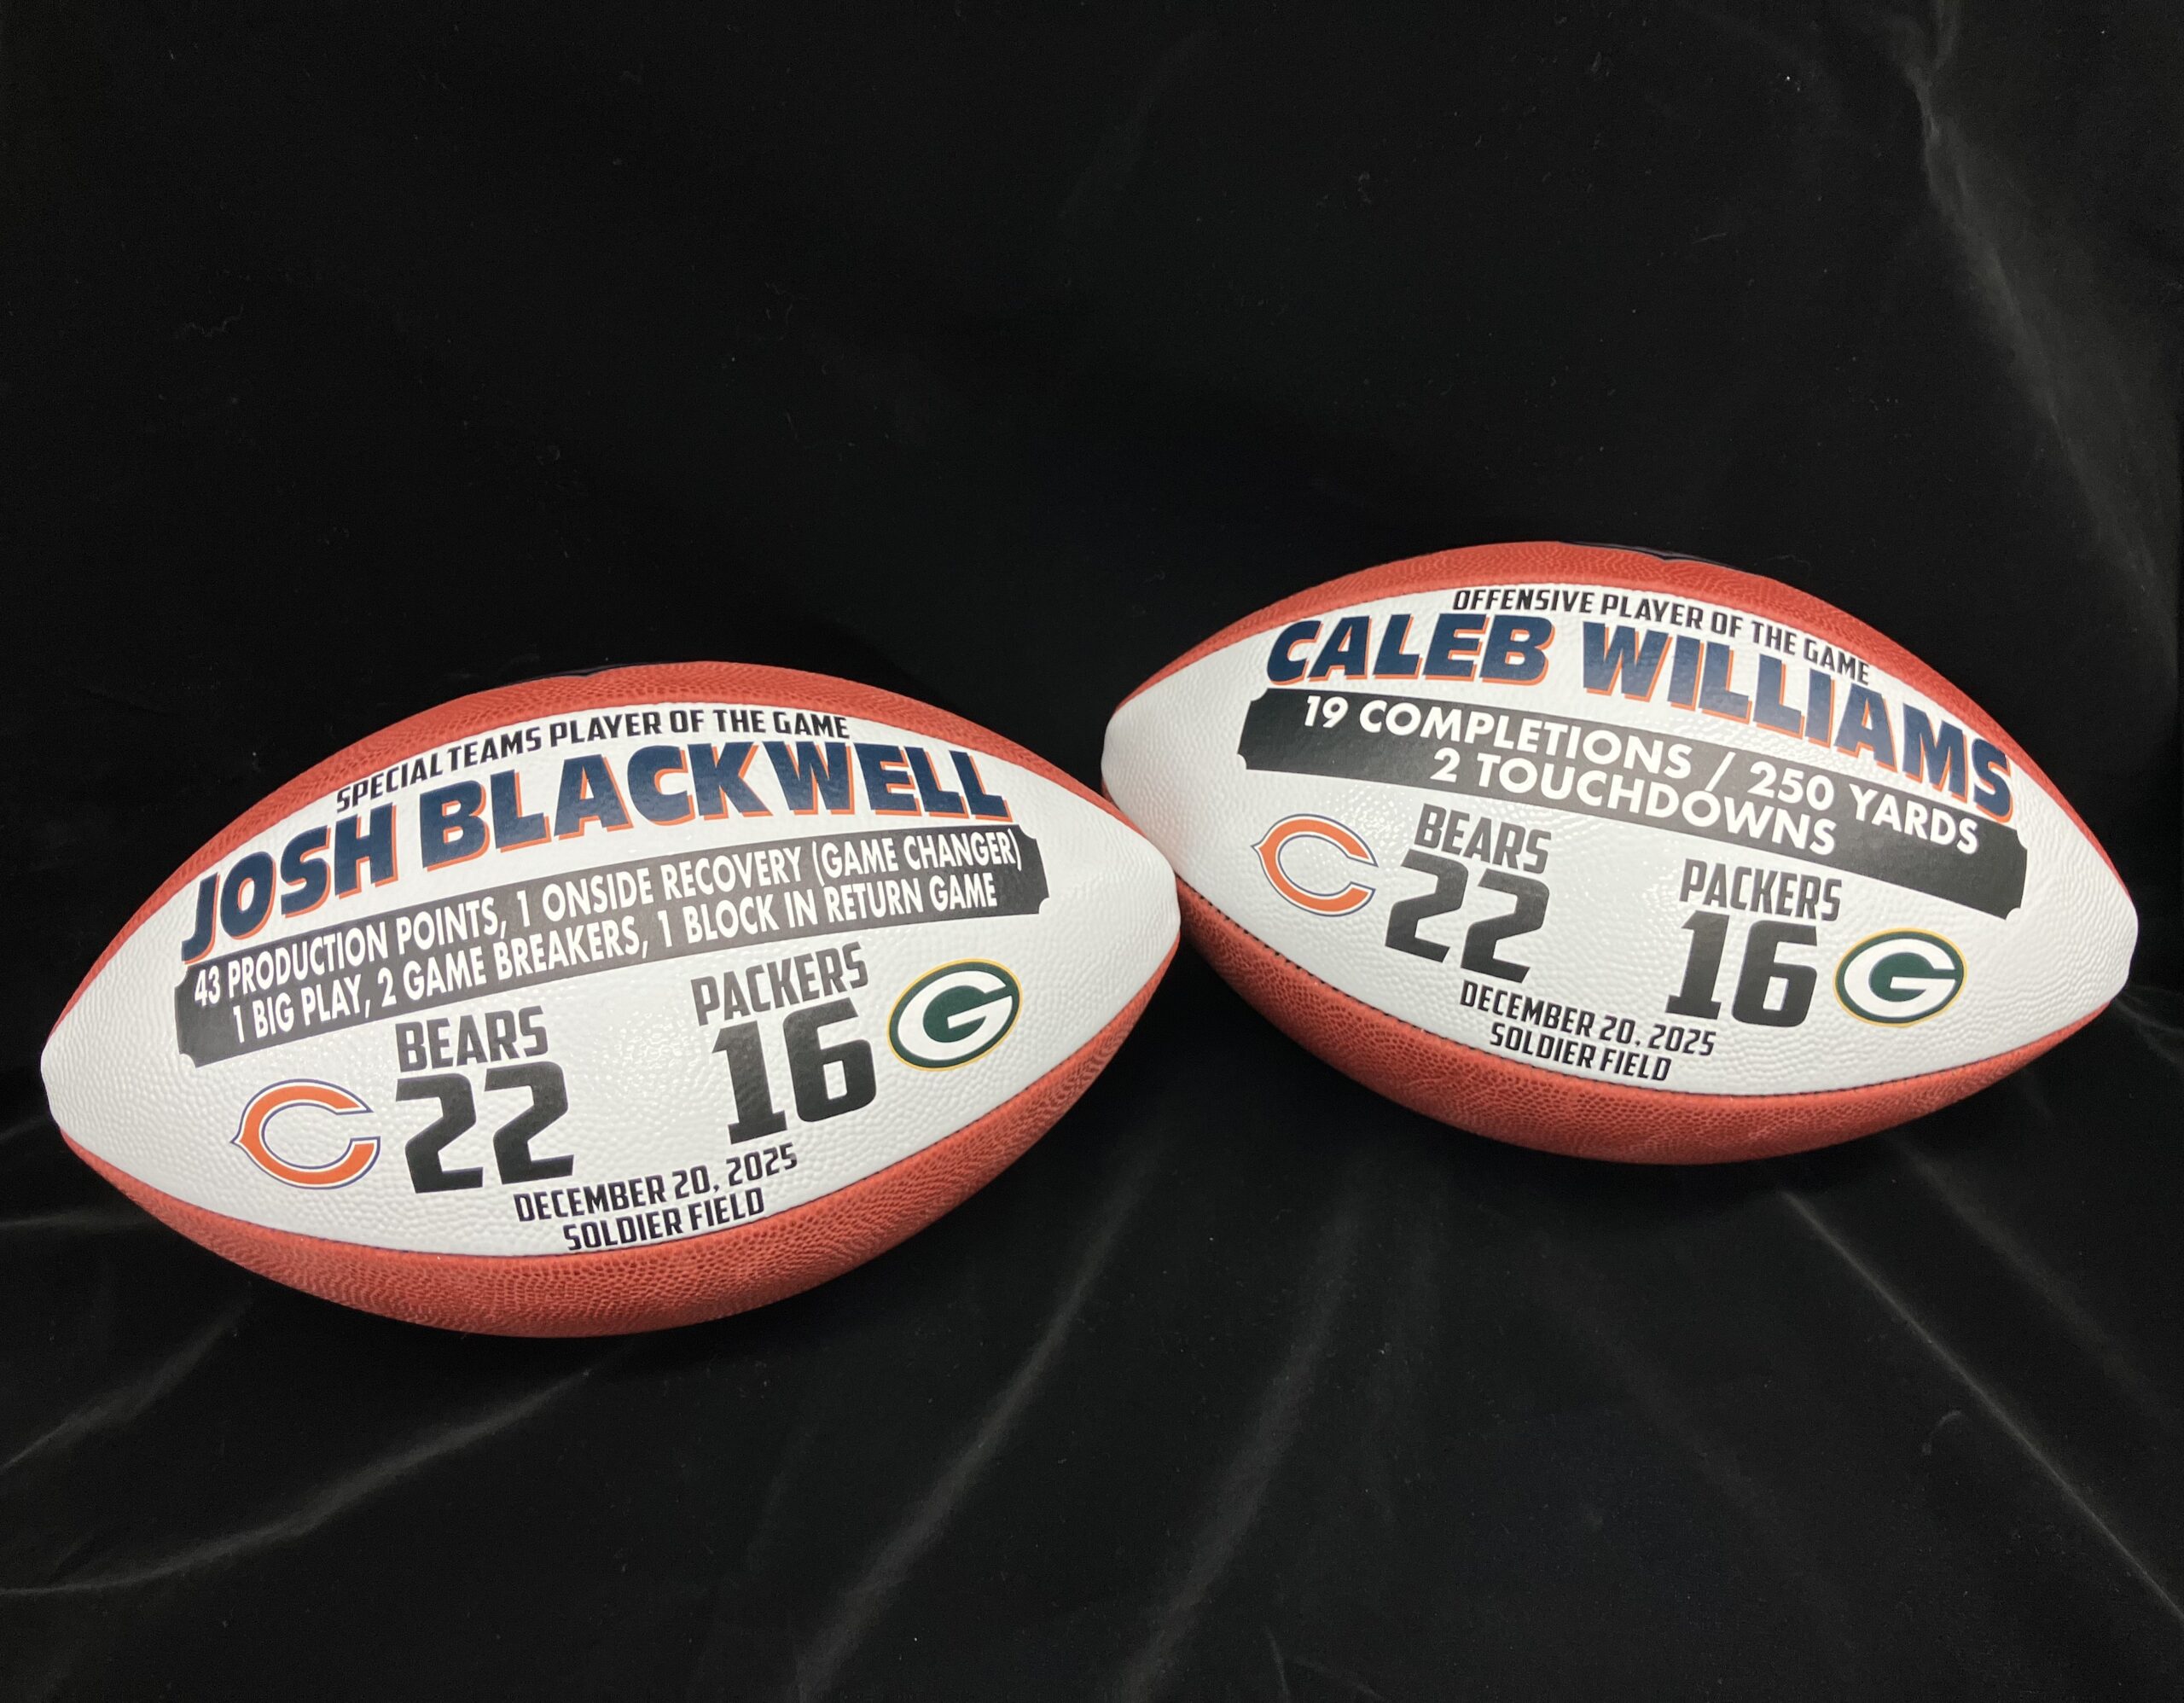 SPECIAL TEAMS PLAYER OF THE GAME
JOSH BLACKWELL
43 PRODUCTION POINTS, 1 ONSIDE RECOVERY (GAME CHANGER)
1 BIG PLAY, 2 GAME BREAKERS, 1 BLOCK IN RETURN GAME
BEARS
22
PACKERS
16
G
C
DECEMBER 20, 2025
SOLDIER FIELD
OFFENSIVE PLAYER OF THE GAME
CALEB WILLIAMS
19 COMPLETIONS / 250 YARDS
2 TOUCHDOWNS
C
BEARS
22
PACKERS
16
G
DECEMBER 20, 2025
SOLDIER FIELD